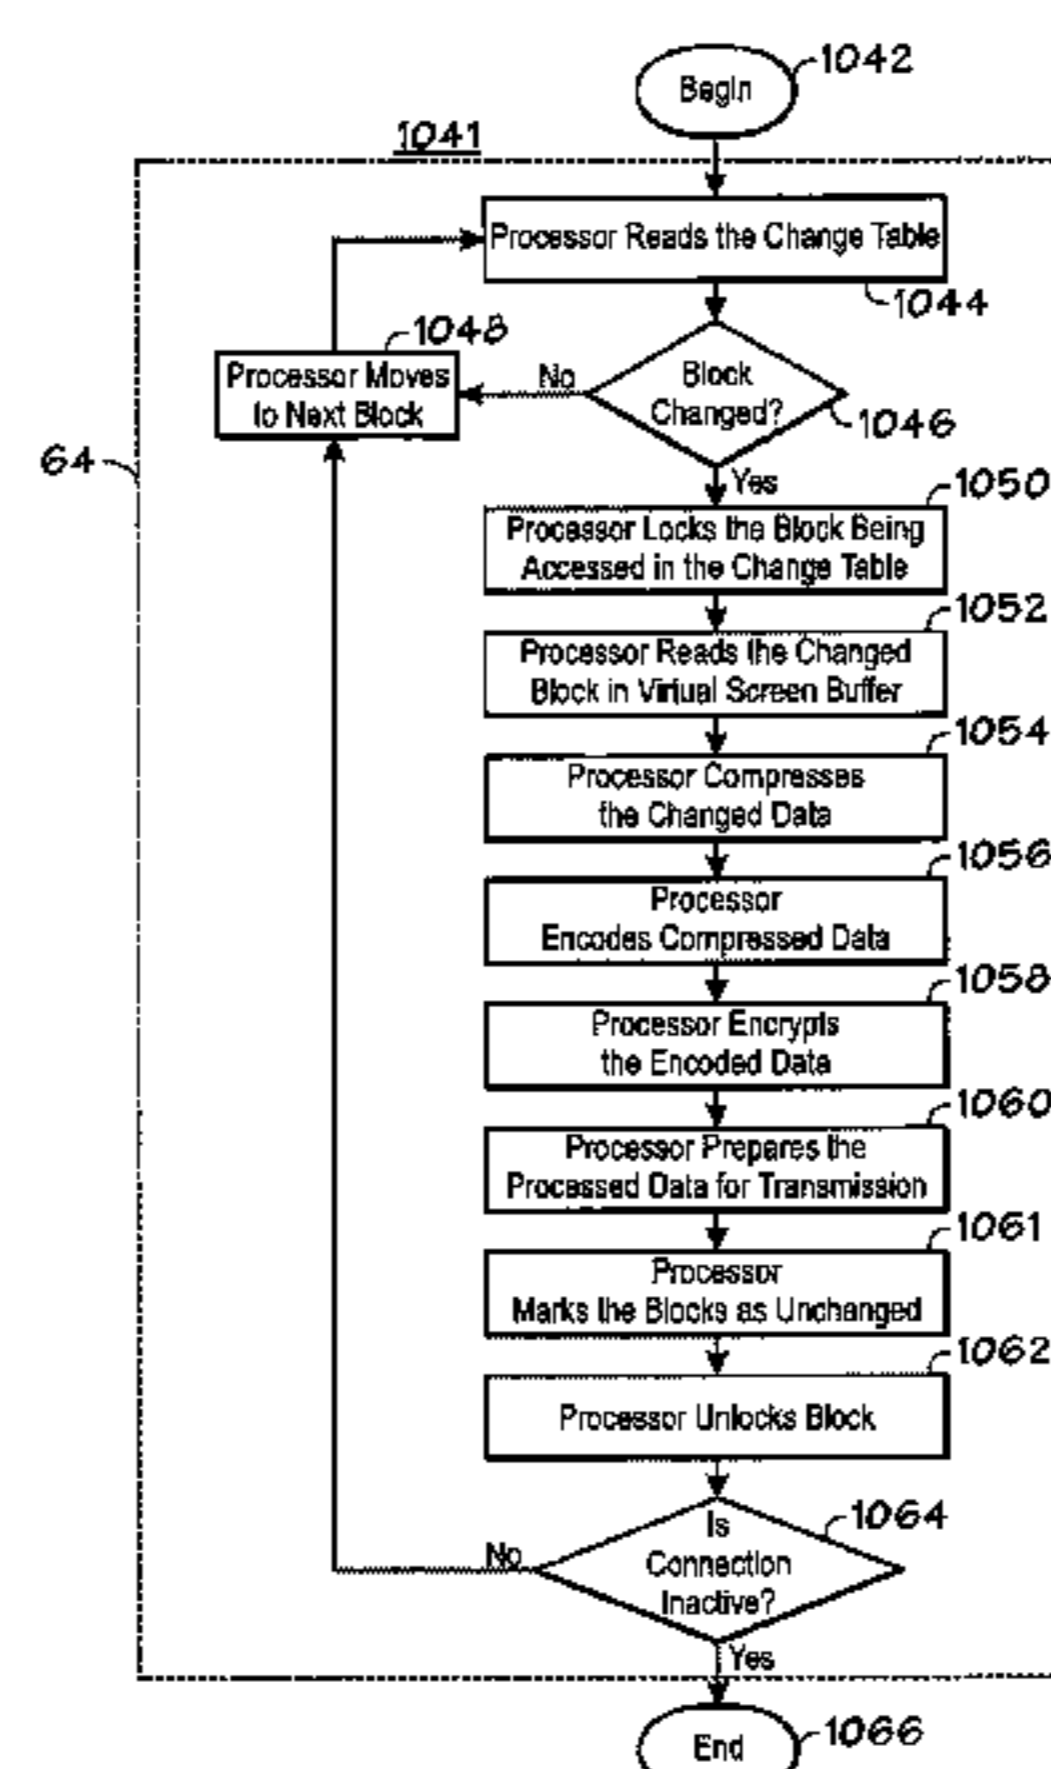 Begin
1042
1041
Processor Reads the Change Table
1044
1048
Processor Moves
to Next Block
No
Block
Changed?
1046
64
Yes
1050
Processor Locks the Block Being
Accessed in the Change Table
1052
Processor Reads the Changed
Block in Virtual Screen Buffer
1054
Processor Compresses
the Changed Data
1056
Processor
Encodes Compressed Data
1058
Processor Encrypts
the Encoded Data
1060
Processor Prepares the
Processed Data for Transmission
1061
Processor
Marks the Blocks as Unchanged
1062
Processor Unlocks Block
1064
Is
Connection
Inactive?
No
Yes
End
1066